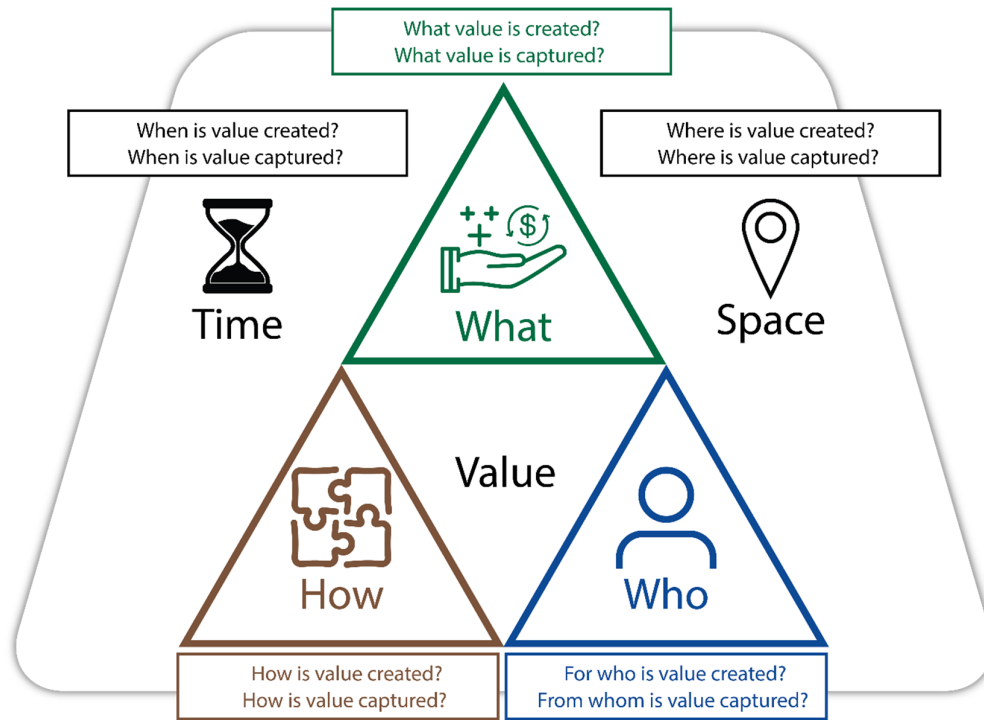 What value is created?
What value is captured?
When is value created?
When is value captured?
Where is value created?
Where is value captured?
$
Time
What
Space
Value
How
Who
How is value created?
How is value captured?
For who is value created?
From whom is value captured?